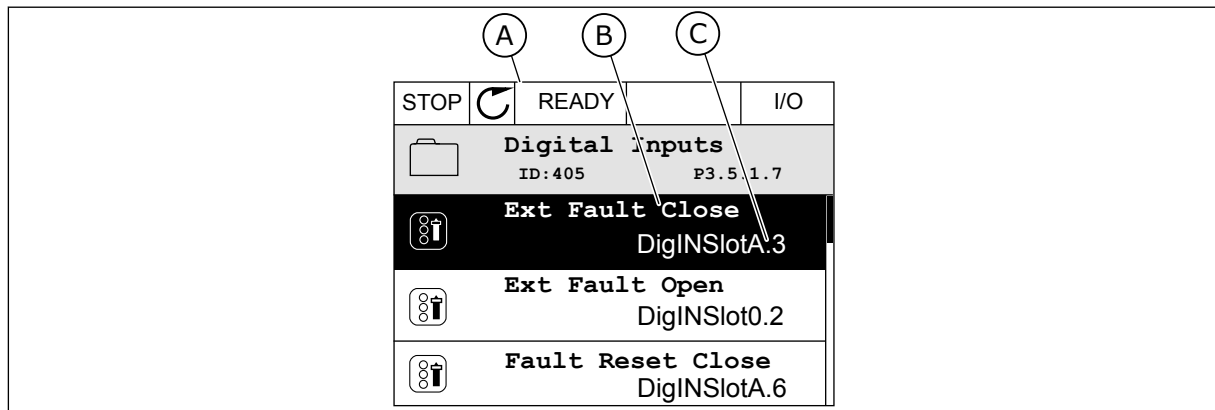 A B C
STOP READY I/O
Digital Inputs
ID:405 P3.5.1.7
Ext Fault Close
DigINSlotA.3
Ext Fault Open
DigINSlot0.2
Fault Reset Close
DigINSlotA.6